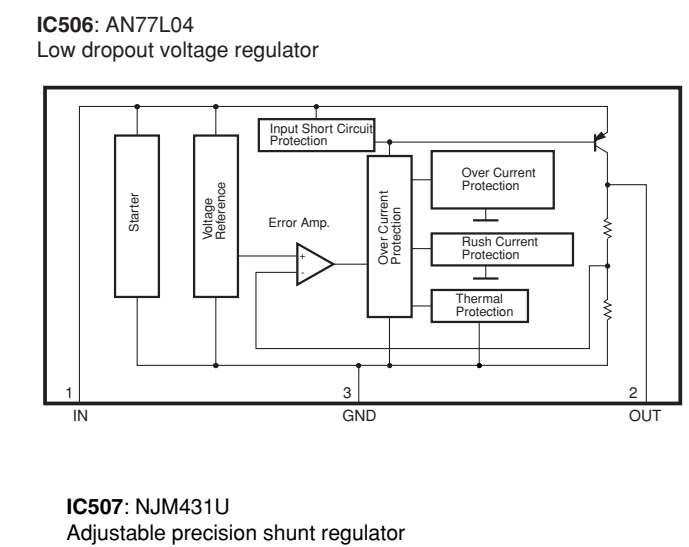 IC506: AN77L04
Low dropout voltage regulator
Input Short Circuit
Protection
Starter
Voltage
Reference
Error Amp.
+
-
Over Current
Protection
Over Current
Protection
Rush Current
Protection
Thermal
Protection
1
3
2
IN
GND
OUT
IC507: NJM431U
Adjustable precision shunt regulator